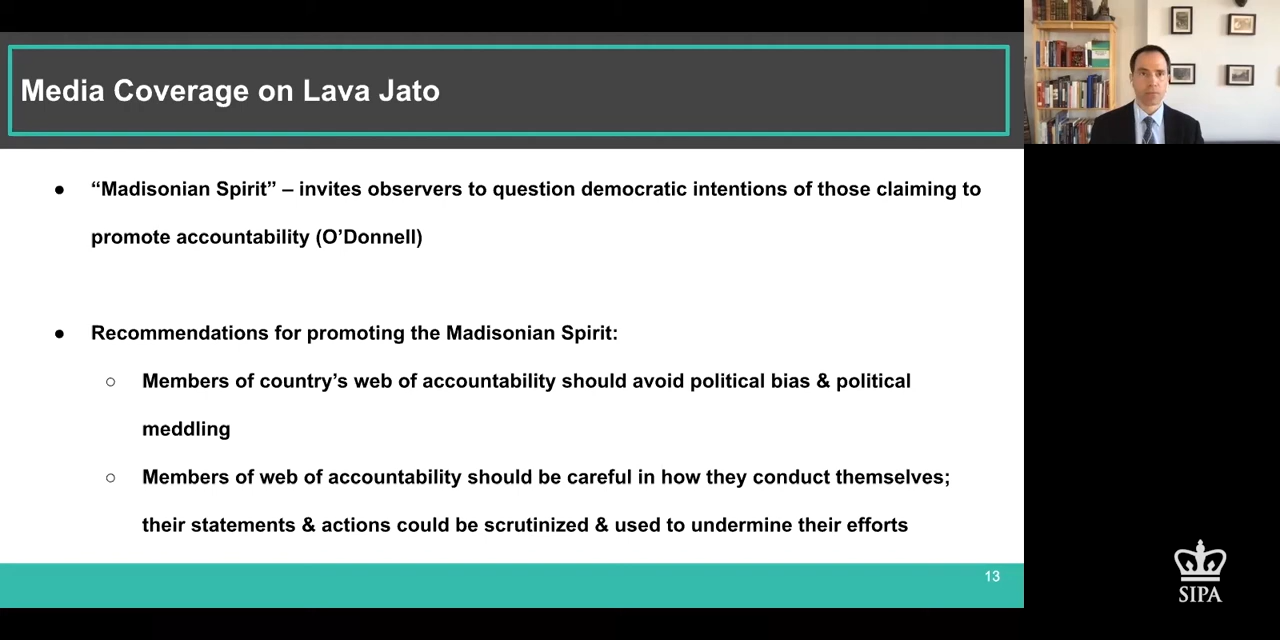 Media Coverage on Lava Jato
● “Madisonian Spirit” – invites observers to question democratic intentions of those claiming to
promote accountability (O’Donnell)
● Recommendations for promoting the Madisonian Spirit:
○ Members of country’s web of accountability should avoid political bias & political
meddling
○ Members of web of accountability should be careful in how they conduct themselves;
their statements & actions could be scrutinized & used to undermine their efforts
13
SIPA